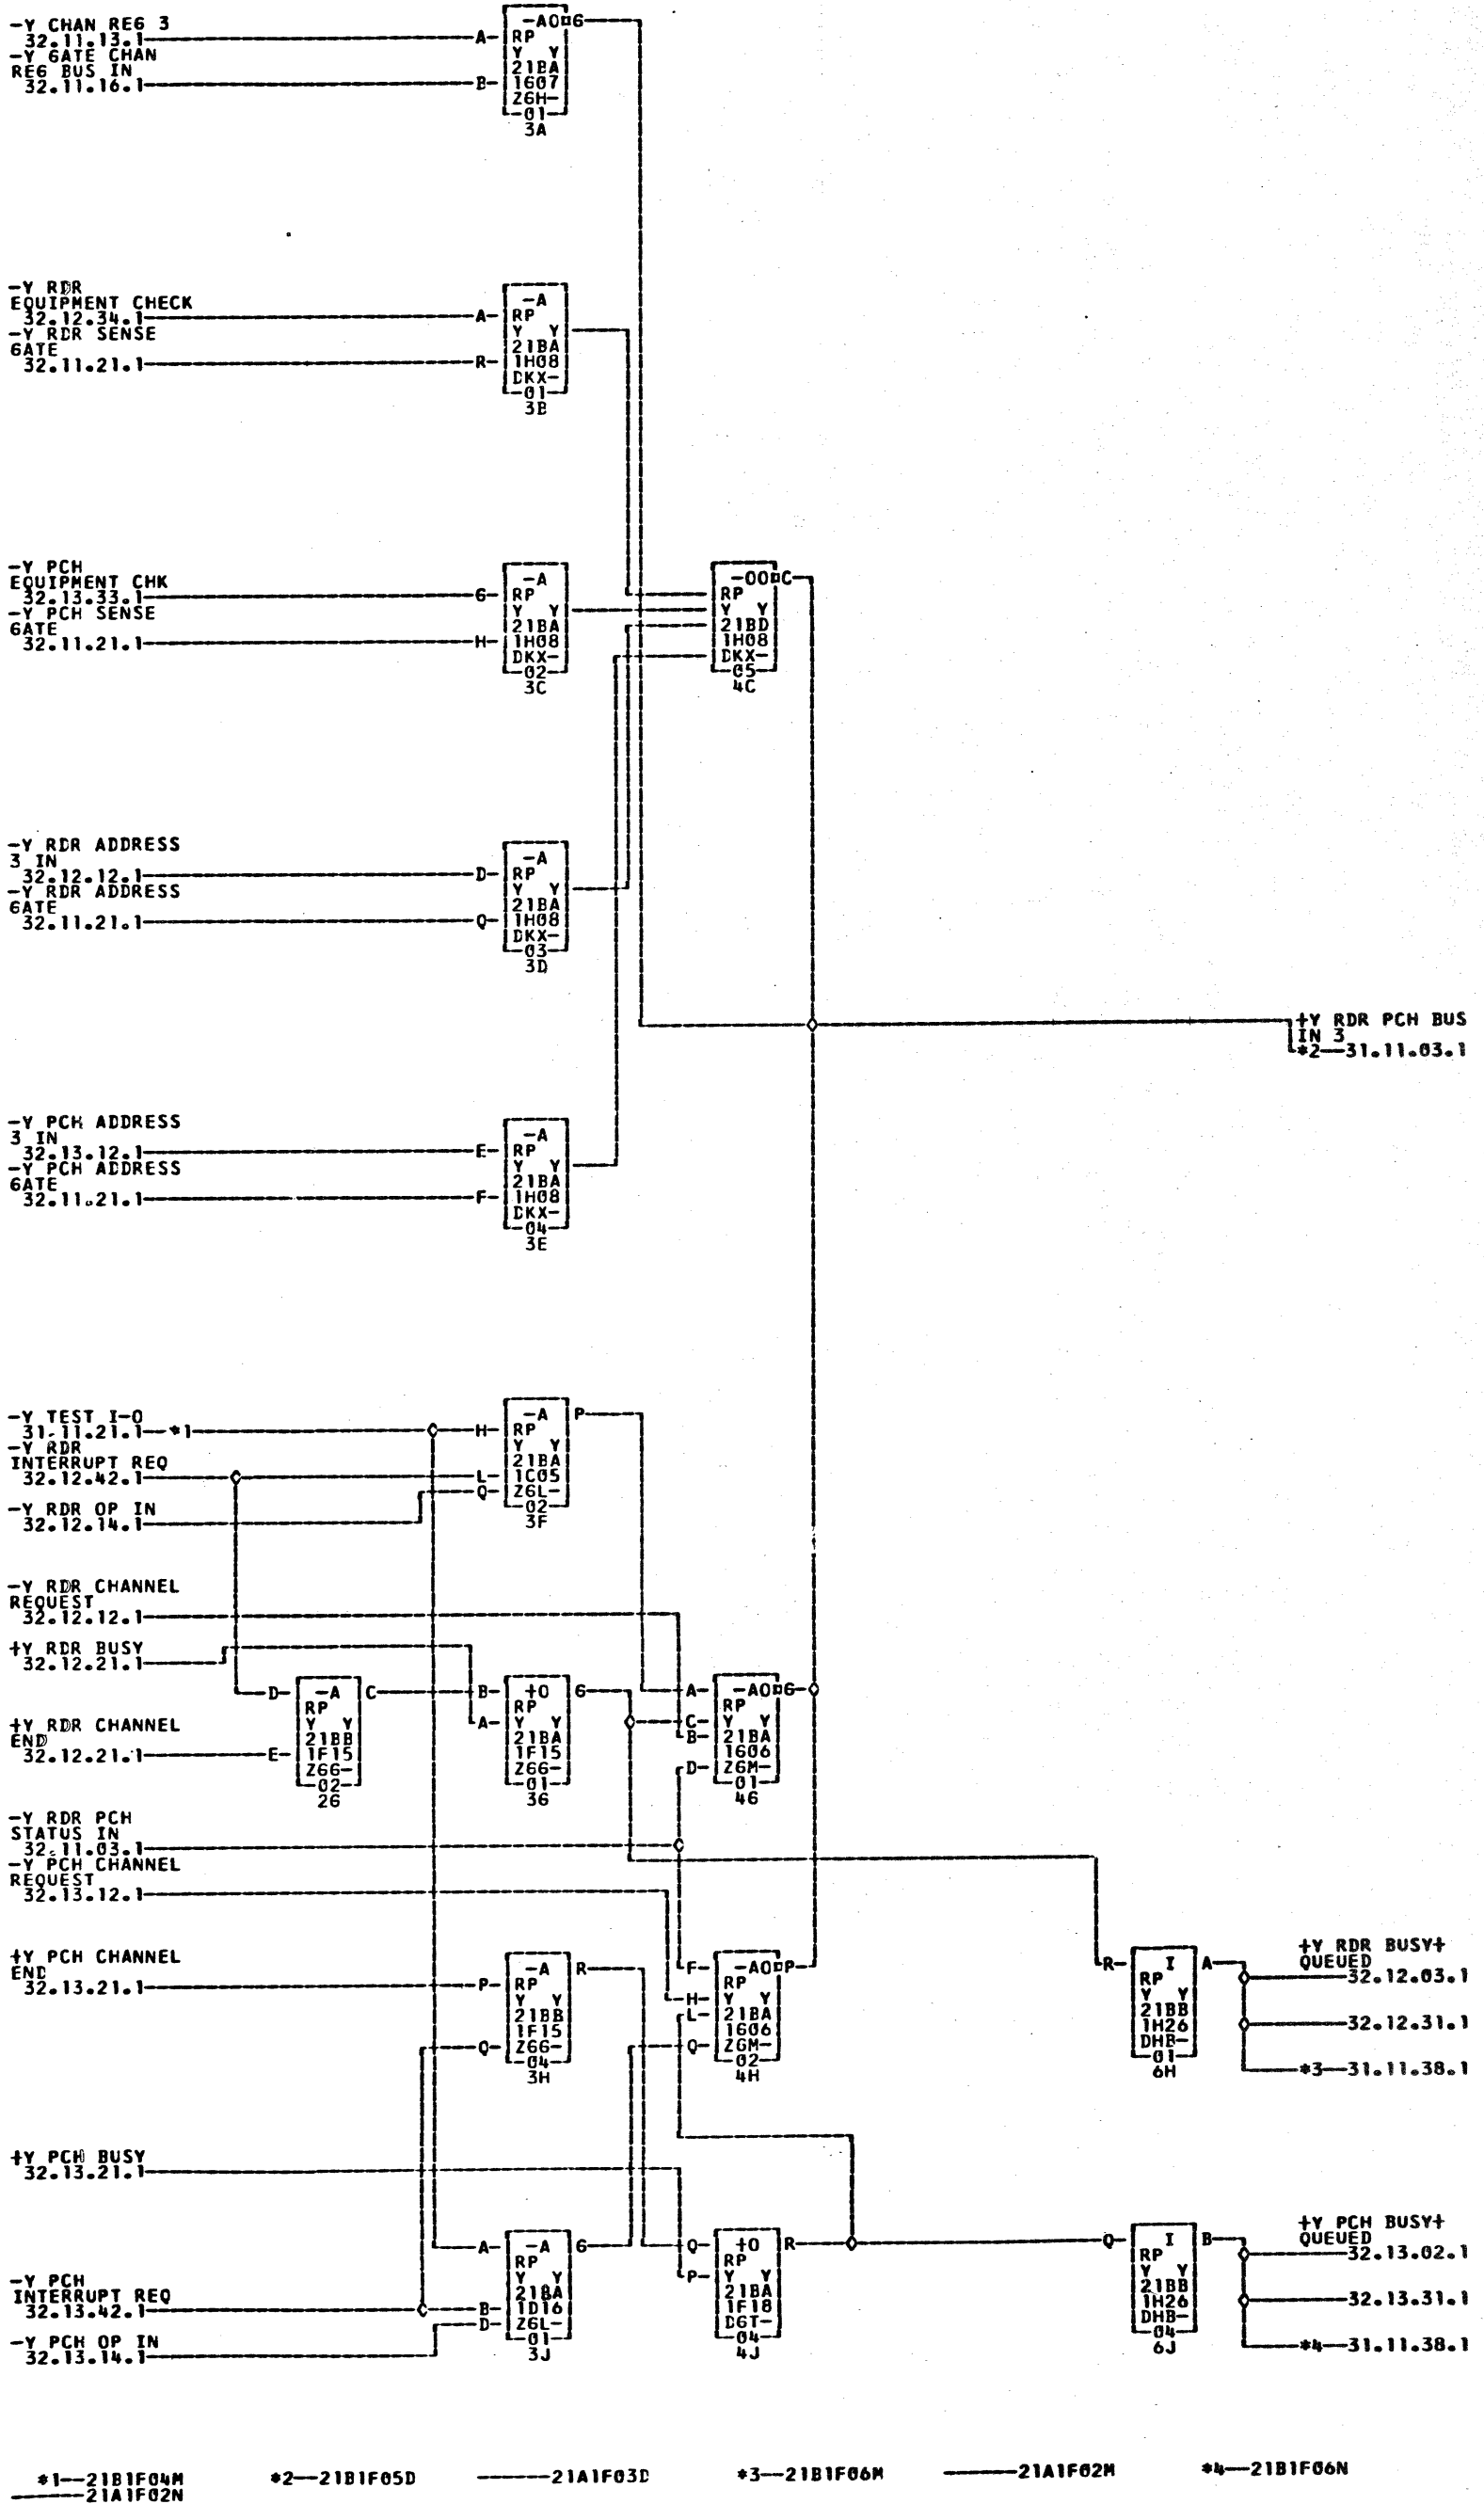 -Y CHAN REG 3
32.11.13.1
-Y GATE CHAN
REG BUS IN
32.11.16.1
A-
B-
-AO G
RP
Y Y
21BA
1G07
Z6H-
01
3A
-Y RDR
EQUIPMENT CHECK
32.12.34.1
-Y RDR SENSE
GATE
32.11.21.1
A-
R-
-A
RP
Y Y
21BA
1H08
DKX-
01
3B
-Y PCH
EQUIPMENT CHK
32.13.33.1
-Y PCH SENSE
GATE
32.11.21.1
G-
H-
-A
RP
Y Y
21BA
1H08
DKX-
02
3C
-OO C
RP
Y Y
21BD
1H08
DKX-
05
4C
-Y RDR ADDRESS
3 IN
32.12.12.1
-Y RDR ADDRESS
GATE
32.11.21.1
D-
Q-
-A
RP
Y Y
21BA
1H08
DKX-
03
3D
+Y RDR PCH BUS
IN 3
*2—31.11.03.1
-Y PCH ADDRESS
3 IN
32.13.12.1
-Y PCH ADDRESS
GATE
32.11.21.1
E-
F-
-A
RP
Y Y
21BA
1H08
DKX-
04
3E
-Y TEST I-O
31.11.21.1—*1
-Y RDR
INTERRUPT REQ
32.12.42.1
-Y RDR OP IN
32.12.14.1
H-
L-
Q-
-A P
RP
Y Y
21BA
1C05
Z6L-
02
3F
-Y RDR CHANNEL
REQUEST
32.12.12.1
+Y RDR BUSY
32.12.21.1
+Y RDR CHANNEL
END
32.12.21.1
D-
E-
-A C
RP
Y Y
21BB
1F15
Z66-
02
2G
B-
A-
+O G
RP
Y Y
21BA
1F15
Z66-
01
3G
A-
C-
B-
D-
-AO G
RP
Y Y
21BA
1G06
Z6M-
01
4G
-Y RDR PCH
STATUS IN
32.11.03.1
-Y PCH CHANNEL
REQUEST
32.13.12.1
+Y PCH CHANNEL
END
32.13.21.1
P-
Q-
-A R
RP
Y Y
21BB
1F15
Z66-
04
3H
F-
H-
L-
Q-
-AO P
RP
Y Y
21BA
1G06
Z6M-
02
4H
R-
I A
RP
Y Y
21BB
1H26
DHB-
01
6H
+Y RDR BUSY+
QUEUED
32.12.03.1
32.12.31.1
*3—31.11.38.1
+Y PCH BUSY
32.13.21.1
-Y PCH
INTERRUPT REQ
32.13.42.1
-Y PCH OP IN
32.13.14.1
A-
B-
D-
-A G
RP
Y Y
21BA
1D16
Z6L-
01
3J
Q-
P-
+O R
RP
Y Y
21BA
1F18
DGT-
04
4J
Q-
I B
RP
Y Y
21BB
1H26
DHB-
04
6J
+Y PCH BUSY+
QUEUED
32.13.02.1
32.13.31.1
*4—31.11.38.1
*1—21B1F04M *2—21B1F05D ——21A1F03D *3—21B1F06M ——21A1F02M *4—21B1F06N
——21A1F02N